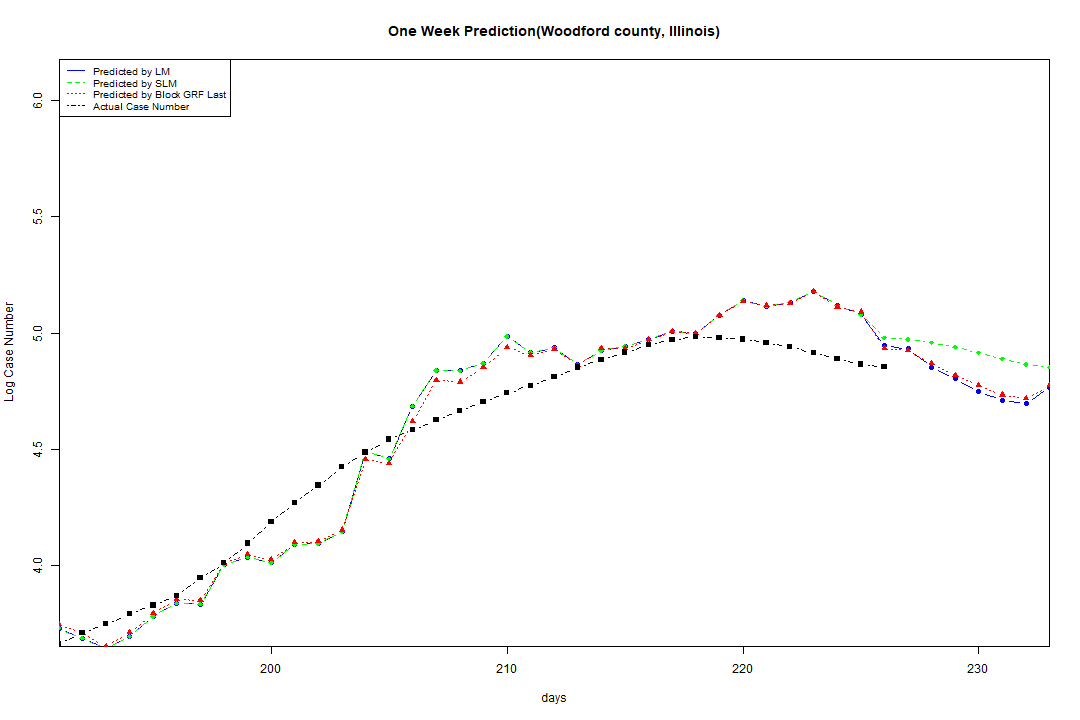 One Week Prediction(Woodford county, Illinois)
Predicted by LM
Predicted by SLM
Predicted by Block GRF Last
Actual Case Number
6.0
5.5
5.0
4.5
4.0
Log Case Number
200
210
220
230
days